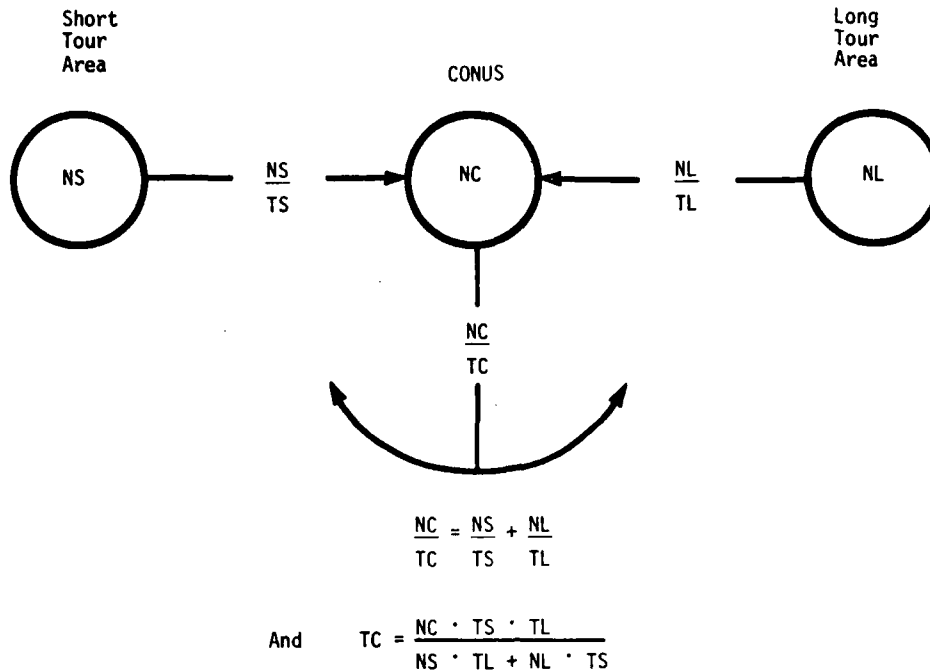 Short
Tour
Area
Long
Tour
Area
CONUS
NS
NS
TS
NC
NL
TL
NL
NC
TC
NC = NS + NL
TC TS TL
And TC = NC · TS · TL
NS · TL + NL · TS